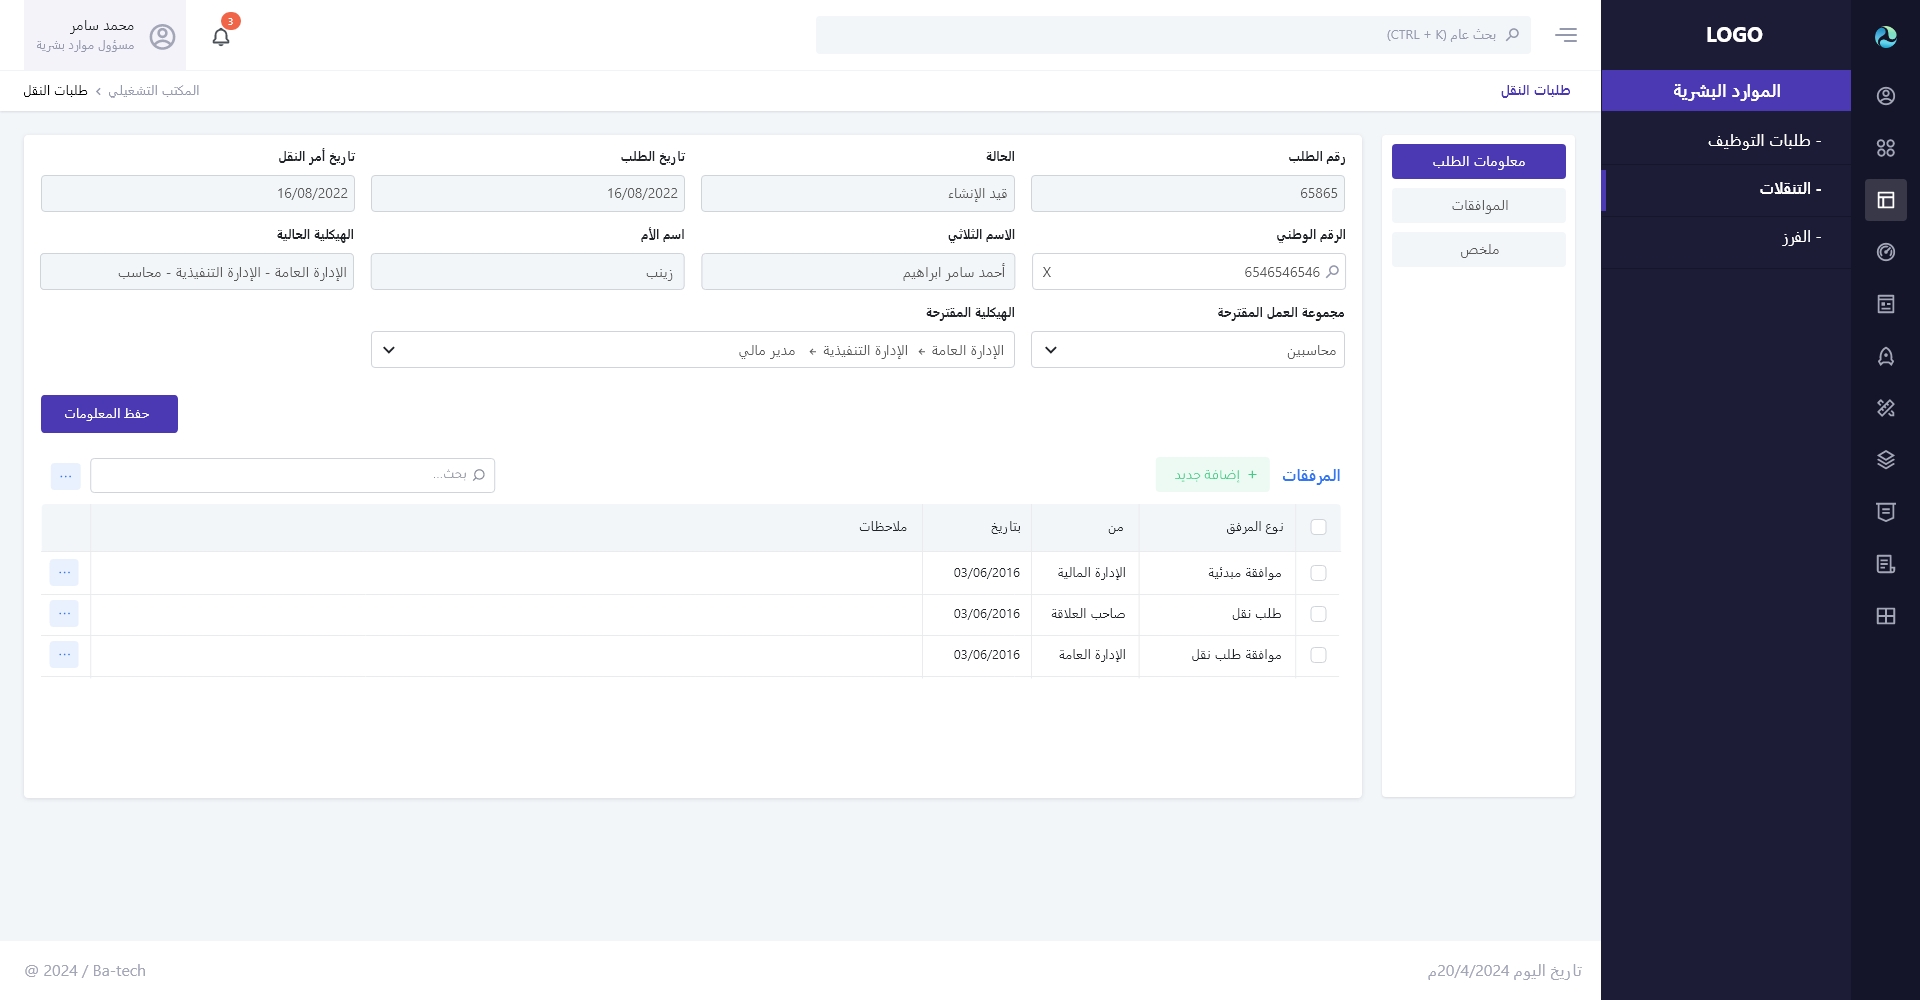 LOGO
الموارد البشرية
- طلبات التوظيف
- التنقلات
- الفرز
بحث عام (CTRL + K)
3
محمد سامر
مسؤول موارد بشرية
طلبات النقل
المكتب التشغيلي › طلبات النقل
معلومات الطلب
الموافقات
ملخص
رقم الطلب
الحالة
تاريخ الطلب
تاريخ أمر النقل
65865
قيد الإنشاء
16/08/2022
16/08/2022
الرقم الوطني
الاسم الثلاثي
اسم الأم
الهيكلية الحالية
6546546546 X
أحمد سامر ابراهيم
زينب
الإدارة العامة - الإدارة التنفيذية - محاسب
مجموعة العمل المقترحة
الهيكلية المقترحة
محاسبين
الإدارة العامة ← الإدارة التنفيذية ← مدير مالي
حفظ المعلومات
المرفقات
+ إضافة جديد
بحث...
...
نوع المرفق
من
بتاريخ
ملاحظات
موافقة مبدئية
الإدارة المالية
03/06/2016
...
طلب نقل
صاحب العلاقة
03/06/2016
...
موافقة طلب نقل
الإدارة العامة
03/06/2016
...
تاريخ اليوم 20/4/2024م
@ 2024 / Ba-tech